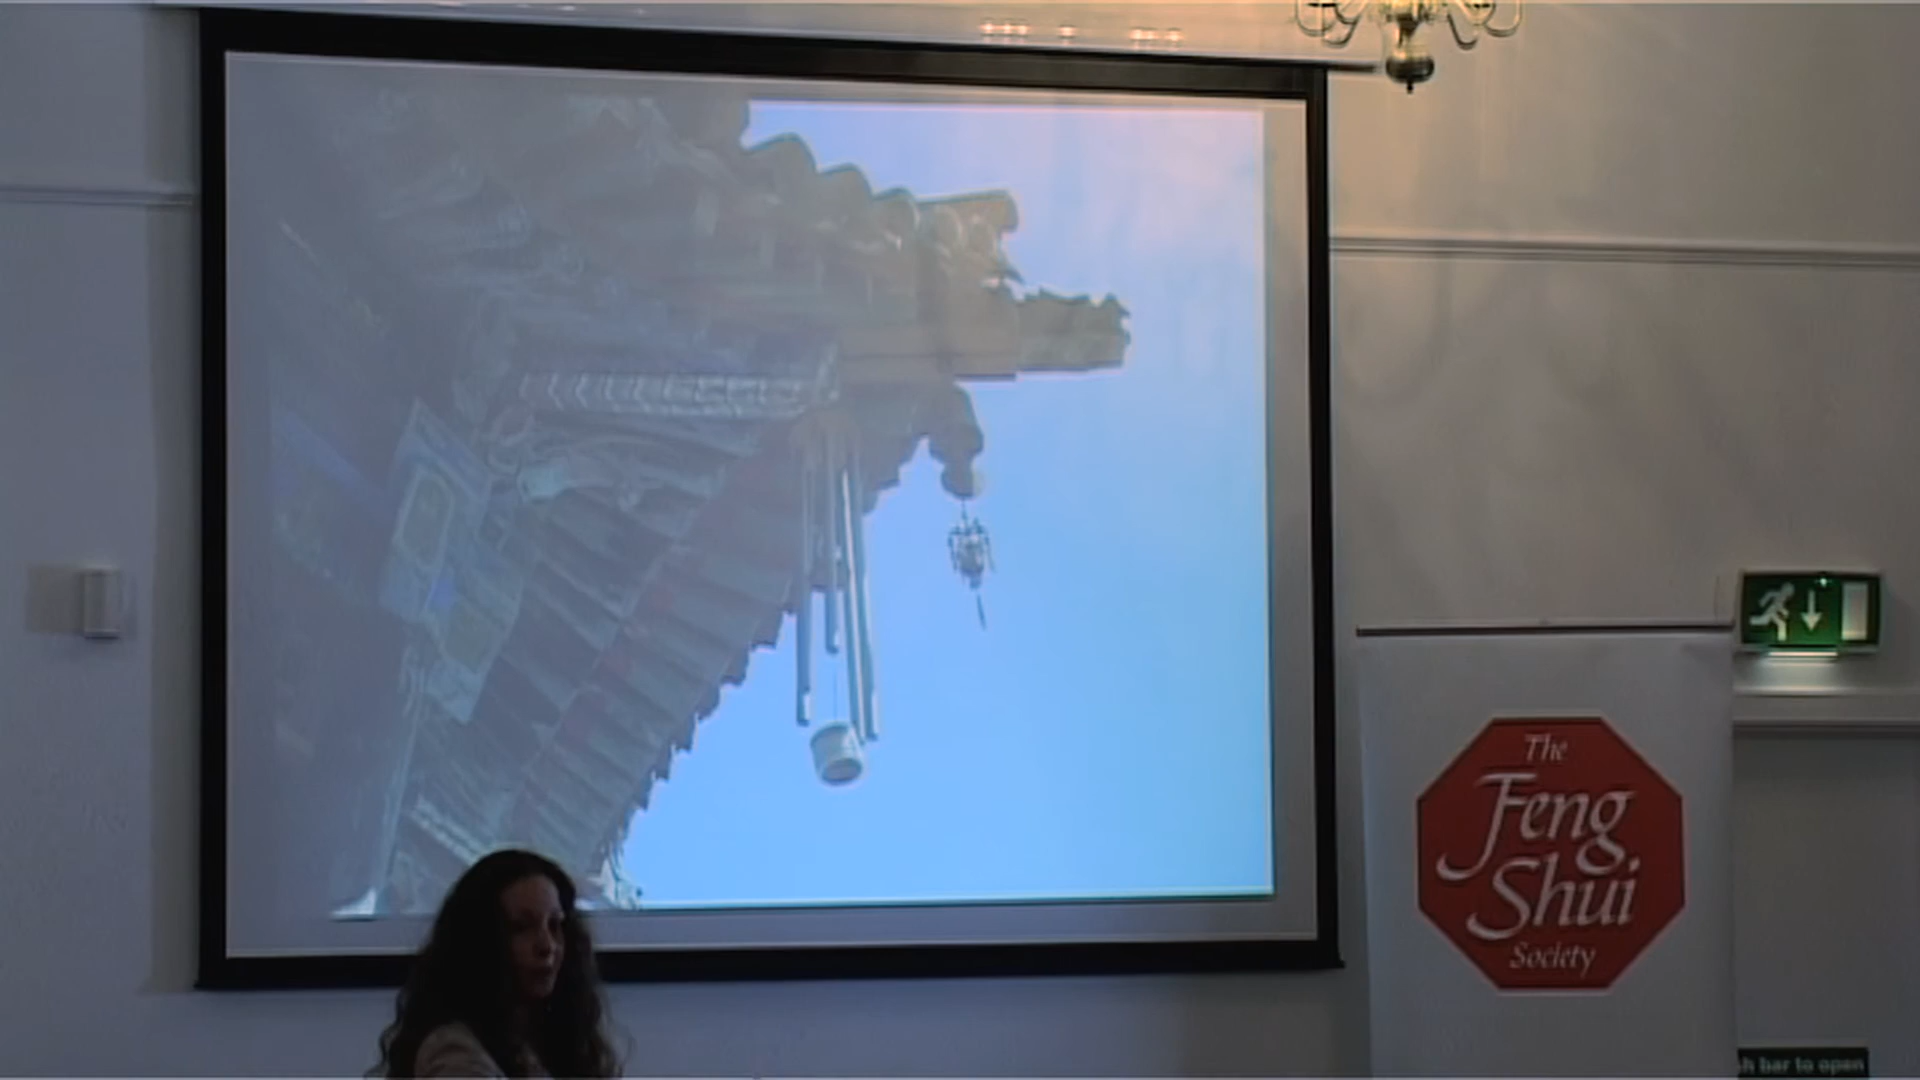 The
Feng
Shui
Society
h bar to open